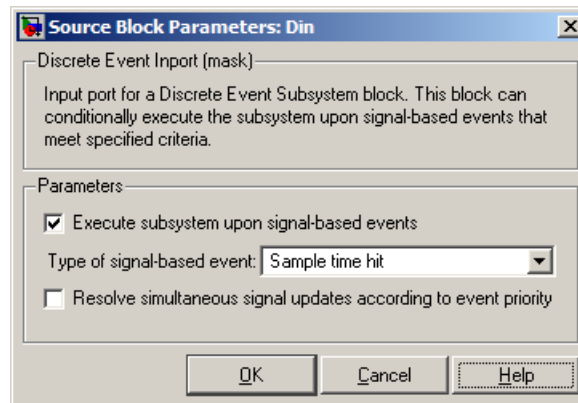 Source Block Parameters: Din
Discrete Event Inport (mask)
Input port for a Discrete Event Subsystem block. This block can
conditionally execute the subsystem upon signal-based events that
meet specified criteria.
Parameters
Execute subsystem upon signal-based events
Type of signal-based event: Sample time hit
Resolve simultaneous signal updates according to event priority
OK Cancel Help